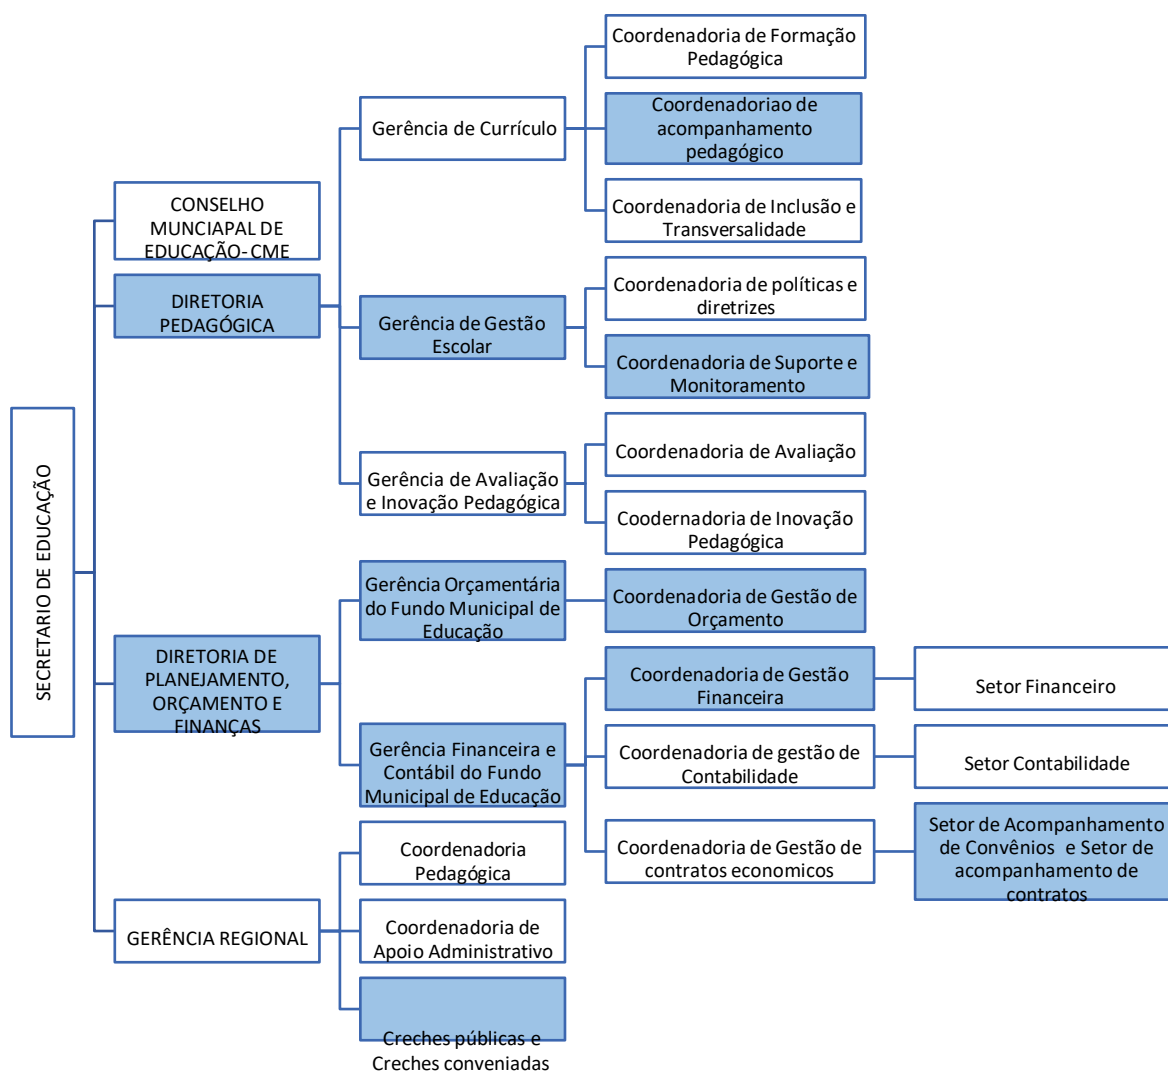 SECRETARIO DE EDUCAÇÃO
CONSELHO
MUNCIAPAL DE
EDUCAÇÃO- CME
DIRETORIA
PEDAGÓGICA
Gerência de Currículo
Coordenadoria de Formação
Pedagógica
Coordenadoriao de
acompanhamento
pedagógico
Coordenadoria de Inclusão e
Transversalidade
Gerência de Gestão
Escolar
Coordenadoria de políticas e
diretrizes
Coordenadoria de Suporte e
Monitoramento
Gerência de Avaliação
e Inovação Pedagógica
Coordenadoria de Avaliação
Coodernadoria de Inovação
Pedagógica
DIRETORIA DE
PLANEJAMENTO,
ORÇAMENTO E
FINANÇAS
Gerência Orçamentária
do Fundo Municipal de
Educação
Coordenadoria de Gestão de
Orçamento
Gerência Financeira e
Contábil do Fundo
Municipal de Educação
Coordenadoria de Gestão
Financeira
Setor Financeiro
Coordenadoria de gestão de
Contabilidade
Setor Contabilidade
Coordenadoria de Gestão de
contratos economicos
Setor de Acompanhamento
de Convênios e Setor de
acompanhamento de
contratos
GERÊNCIA REGIONAL
Coordenadoria
Pedagógica
Coordenadoria de
Apoio Administrativo
Creches públicas e
Creches conveniadas